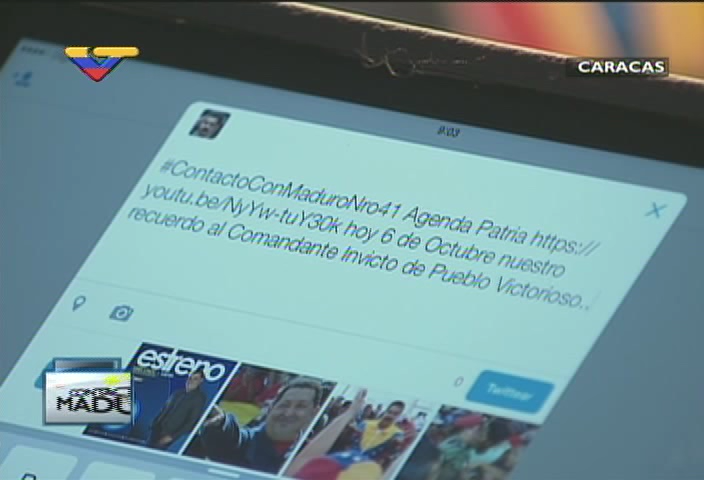 CARACAS
9:03
#ContactoConMaduroNro41 Agenda Patria https://
youtu.be/NyYw-tuY30k hoy 6 de Octubre nuestro
recuerdo al Comandante Invicto de Pueblo Victorioso..
0
Twittear
estreno
MADU